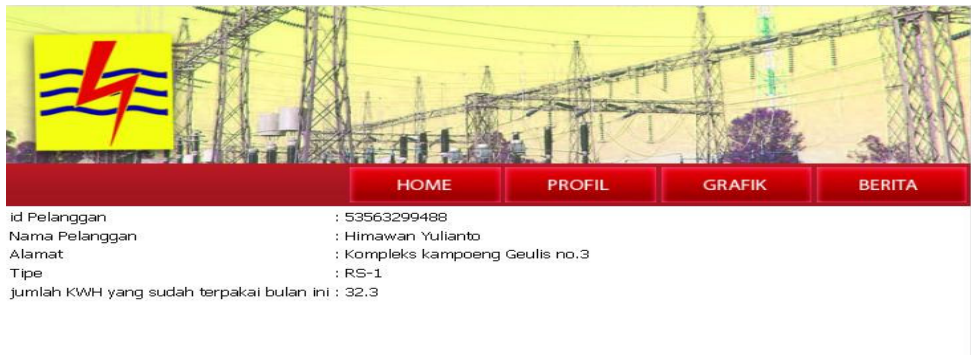 HOME PROFIL GRAFIK BERITA
id Pelanggan : 53563299488
Nama Pelanggan : Himawan Yulianto
Alamat : Kompleks kampoeng Geulis no.3
Tipe : RS-1
jumlah KWH yang sudah terpakai bulan ini : 32.3